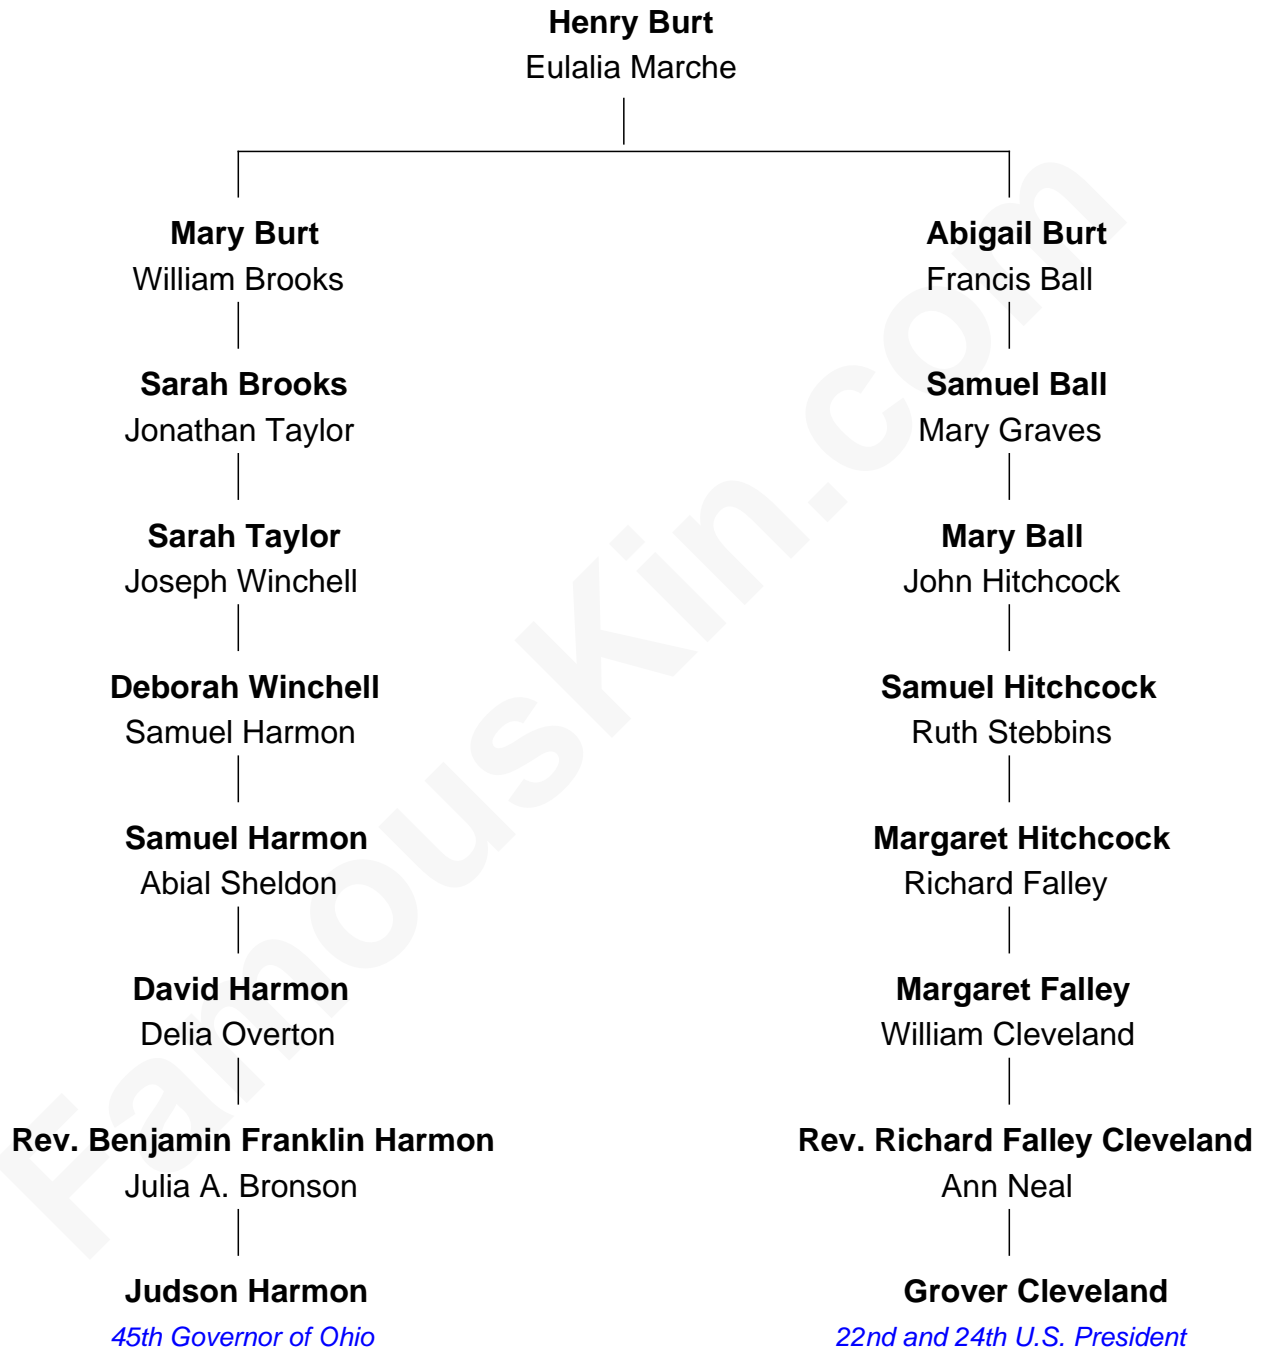 Henry Burt
Eulalia Marche
Mary Burt
William Brooks
Abigail Burt
Francis Ball
Sarah Brooks
Jonathan Taylor
Samuel Ball
Mary Graves
Sarah Taylor
Joseph Winchell
Mary Ball
John Hitchcock
Deborah Winchell
Samuel Harmon
Samuel Hitchcock
Ruth Stebbins
Samuel Harmon
Abial Sheldon
Margaret Hitchcock
Richard Falley
David Harmon
Delia Overton
Margaret Falley
William Cleveland
Rev. Benjamin Franklin Harmon
Julia A. Bronson
Rev. Richard Falley Cleveland
Ann Neal
Judson Harmon
45th Governor of Ohio
Grover Cleveland
22nd and 24th U.S. President
FamousKin.com